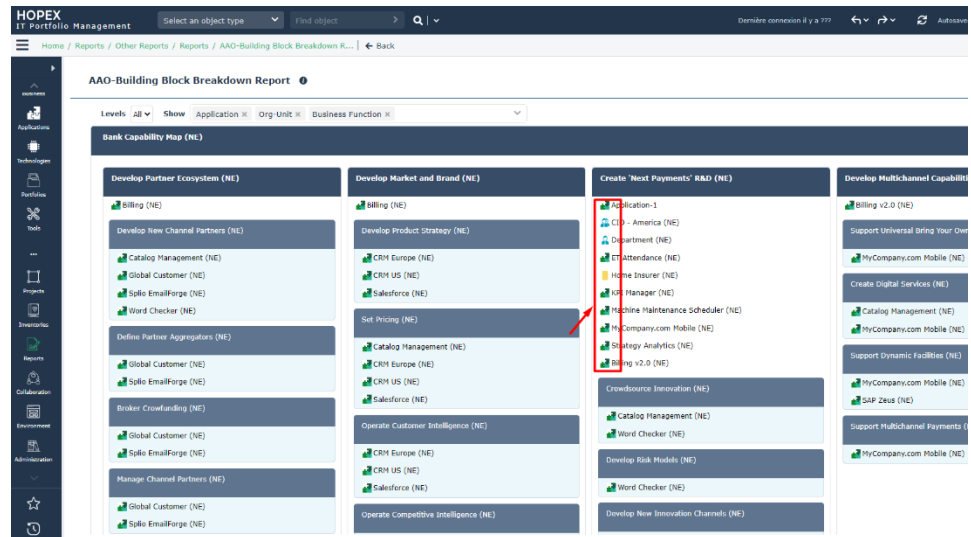 HOPEX
IT Portfolio Management
Select an object type
Find object
Dernière connexion il y a ???
Autosave
Home / Reports / Other Reports / Reports / AAO-Building Block Breakdown R... | Back
AAO-Building Block Breakdown Report
Levels All Show Application × Org-Unit × Business Function ×
Bank Capability Map (NE)
Business
Applications
Technologies
Portfolios
Tools
Projects
Inventories
Reports
Collaboration
Environment
Administration
Develop Partner Ecosystem (NE)
Billing (NE)
Develop New Channel Partners (NE)
Catalog Management (NE)
Global Customer (NE)
Splio EmailForge (NE)
Word Checker (NE)
Define Partner Aggregators (NE)
Global Customer (NE)
Splio EmailForge (NE)
Broker Crowfunding (NE)
Global Customer (NE)
Splio EmailForge (NE)
Manage Channel Partners (NE)
Global Customer (NE)
Splio EmailForge (NE)
Develop Market and Brand (NE)
Billing (NE)
Develop Product Strategy (NE)
CRM Europe (NE)
CRM US (NE)
Salesforce (NE)
Set Pricing (NE)
Catalog Management (NE)
CRM Europe (NE)
CRM US (NE)
Salesforce (NE)
Operate Customer Intelligence (NE)
CRM Europe (NE)
CRM US (NE)
Salesforce (NE)
Operate Competitive Intelligence (NE)
Create 'Next Payments' R&D (NE)
Application-1
CIO - America (NE)
Department (NE)
ET Attendance (NE)
Home Insurer (NE)
KPI Manager (NE)
Machine Maintenance Scheduler (NE)
MyCompany.com Mobile (NE)
Strategy Analytics (NE)
Billing v2.0 (NE)
Crowdsource Innovation (NE)
Catalog Management (NE)
Word Checker (NE)
Develop Risk Models (NE)
Word Checker (NE)
Develop New Innovation Channels (NE)
Develop Multichannel Capabiliti
Billing v2.0 (NE)
Support Universal Bring Your Own
MyCompany.com Mobile (NE)
Create Digital Services (NE)
Catalog Management (NE)
MyCompany.com Mobile (NE)
Support Dynamic Facilities (NE)
MyCompany.com Mobile (NE)
SAP Zeus (NE)
Support Multichannel Payments (
MyCompany.com Mobile (NE)